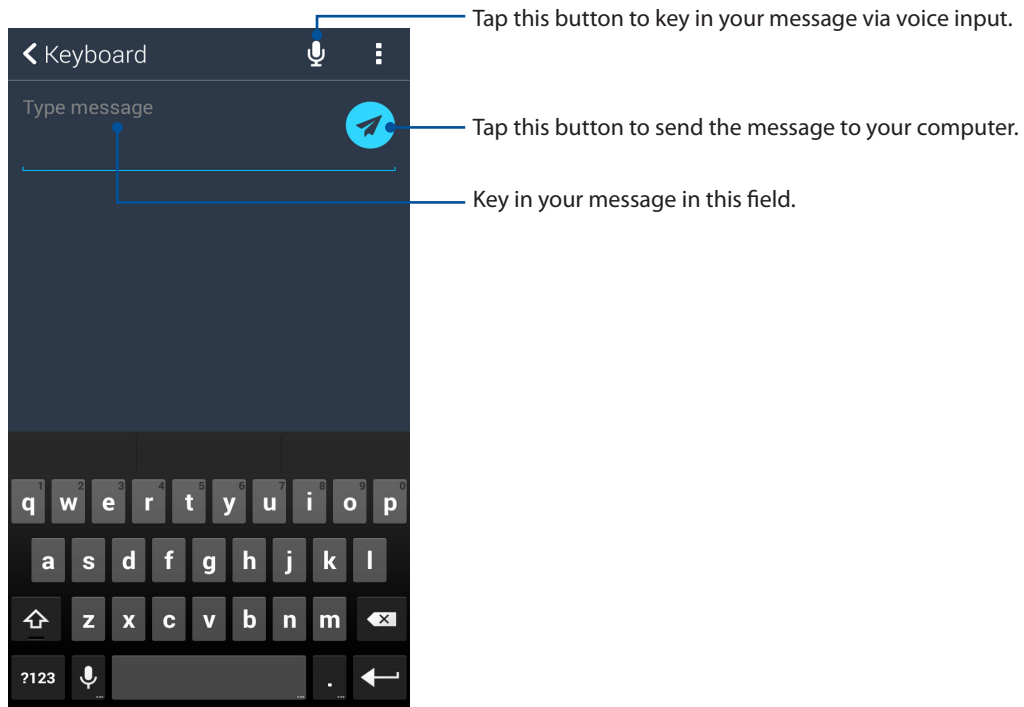 Tap this button to key in your message via voice input.
Keyboard
Type message
Tap this button to send the message to your computer.
Key in your message in this field.
1 2 3 4 5 6 7 8 9 0
q w e r t y u i o p
a s d f g h j k l
z x c v b n m
?123 .